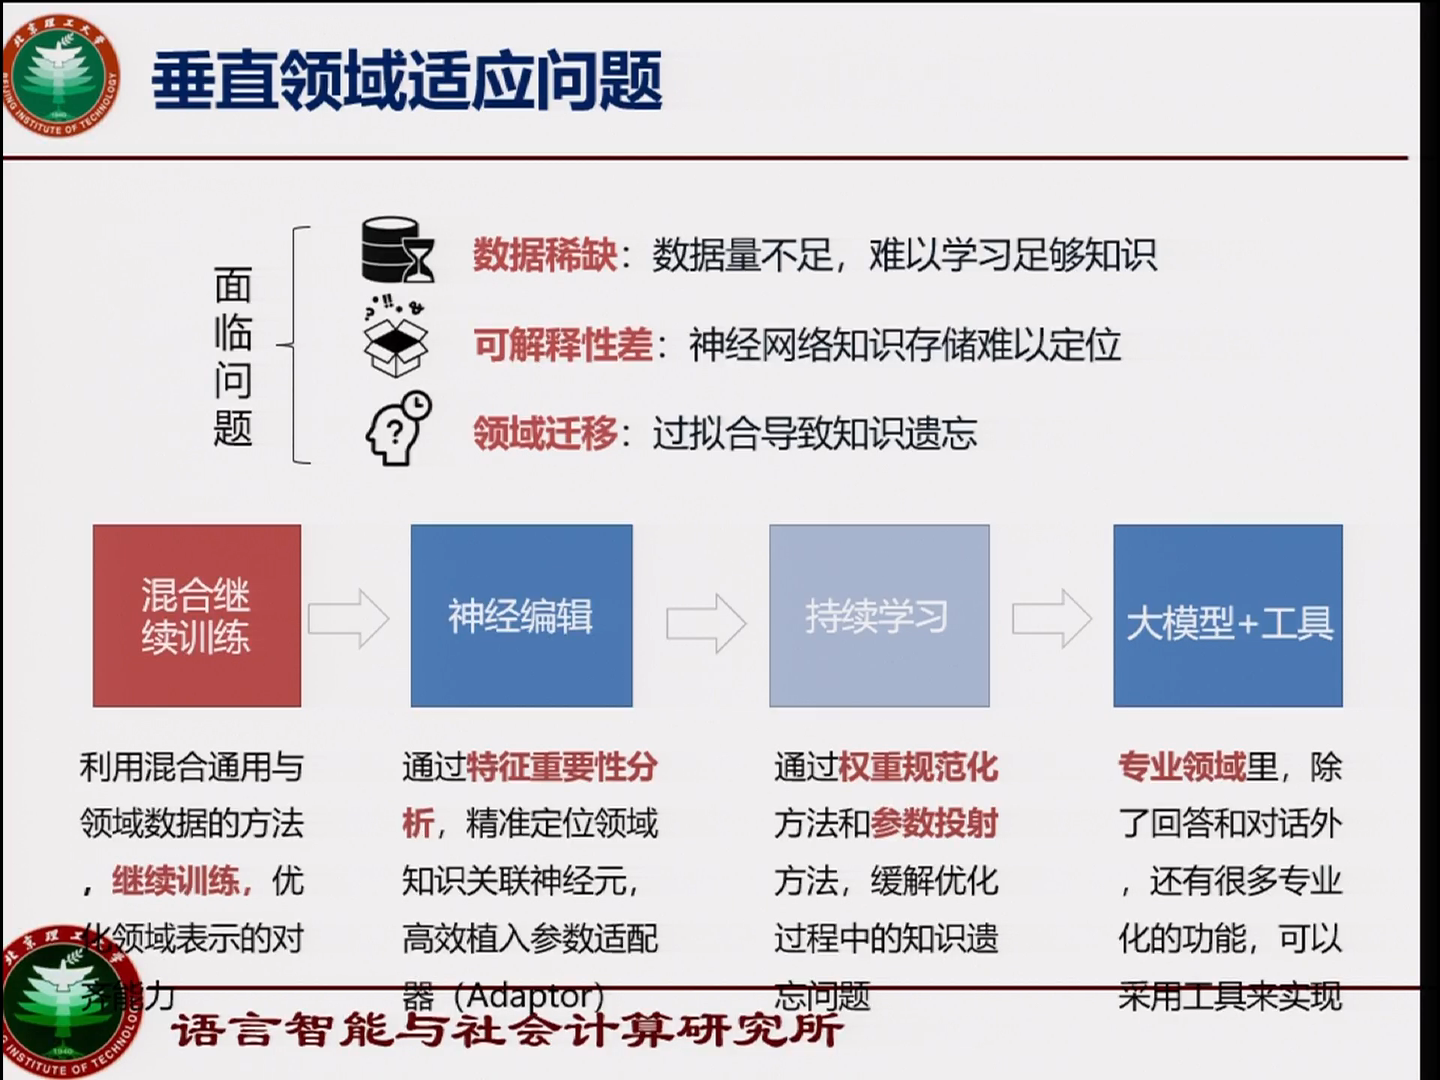 北京理工大学
BEIJING INSTITUTE OF TECHNOLOGY
1940
垂直领域适应问题
面临问题
数据稀缺：数据量不足，难以学习足够知识
可解释性差：神经网络知识存储难以定位
领域迁移：过拟合导致知识遗忘
混合继
续训练
神经编辑
持续学习
大模型+工具
利用混合通用与
领域数据的方法
，继续训练，优
化领域表示的对
齐能力
通过特征重要性分
析，精准定位领域
知识关联神经元，
高效植入参数适配
器（Adaptor）
通过权重规范化
方法和参数投射
方法，缓解优化
过程中的知识遗
忘问题
专业领域里，除
了回答和对话外
，还有很多专业
化的功能，可以
采用工具来实现
北京理工
INSTITUTE OF TECHNOLOGY
1940
语言智能与社会计算研究所